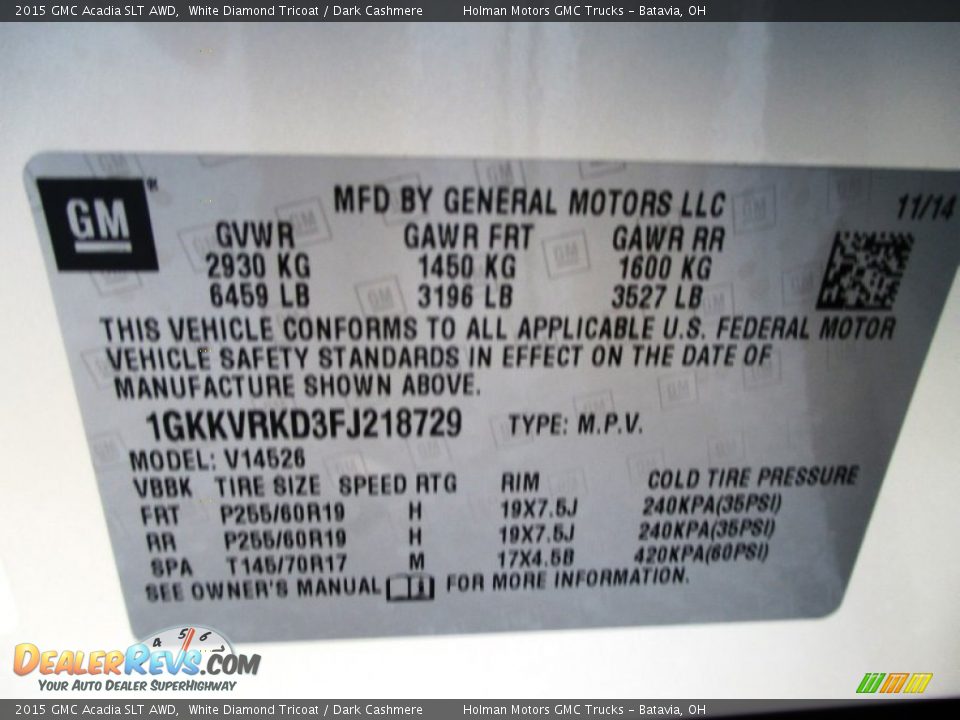 2015 GMC Acadia SLT AWD, White Diamond Tricoat / Dark Cashmere Holman Motors GMC Trucks – Batavia, OH
GM
MFD BY GENERAL MOTORS LLC 11/14
GVWR GAWR FRT GAWR RR
2930 KG 1450 KG 1600 KG
6459 LB 3196 LB 3527 LB
THIS VEHICLE CONFORMS TO ALL APPLICABLE U.S. FEDERAL MOTOR
VEHICLE SAFETY STANDARDS IN EFFECT ON THE DATE OF
MANUFACTURE SHOWN ABOVE.
1GKKVRKD3FJ218729 TYPE: M.P.V.
MODEL: V14526
VBBK TIRE SIZE SPEED RTG RIM COLD TIRE PRESSURE
FRT P255/60R19 H 19X7.5J 240KPA(35PSI)
RR P255/60R19 H 19X7.5J 240KPA(35PSI)
SPA T145/70R17 M 17X4.5B 420KPA(60PSI)
SEE OWNER'S MANUAL FOR MORE INFORMATION.
4 5 6
DEALERREVS.COM
YOUR AUTO DEALER SUPERHIGHWAY
2015 GMC Acadia SLT AWD, White Diamond Tricoat / Dark Cashmere Holman Motors GMC Trucks – Batavia, OH